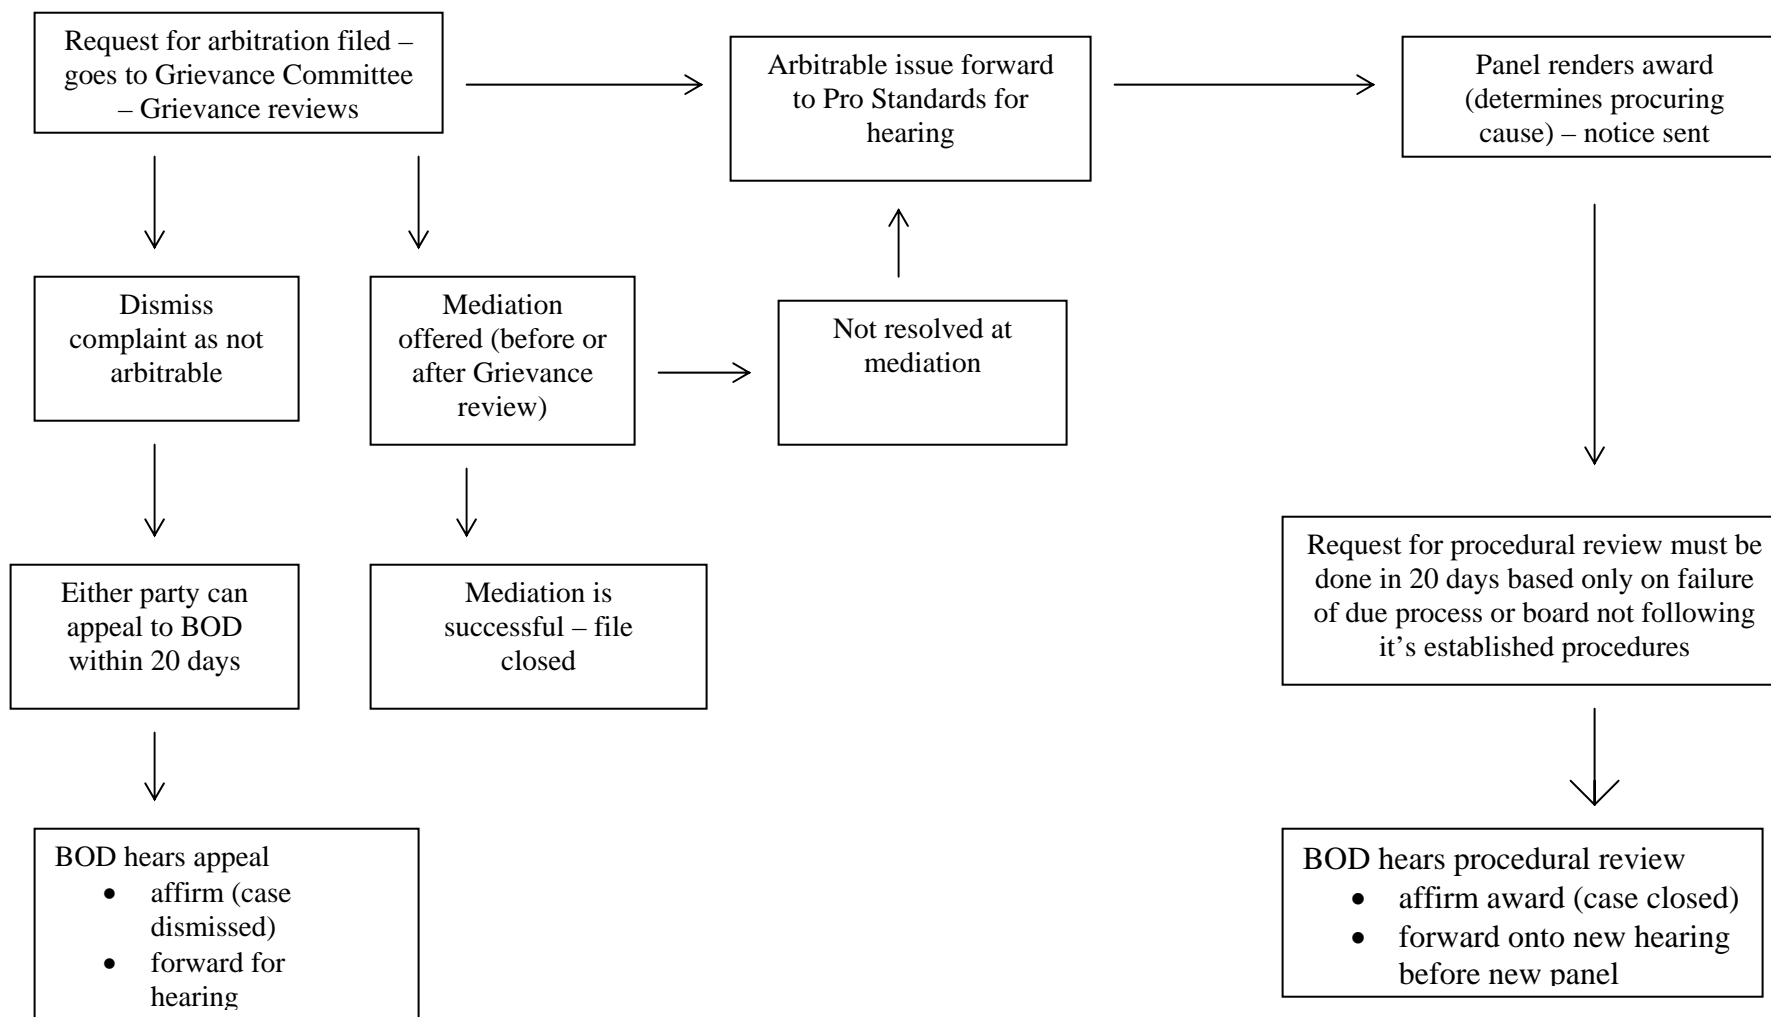 Request for arbitration filed –
goes to Grievance Committee
– Grievance reviews
Arbitrable issue forward
to Pro Standards for
hearing
Panel renders award
(determines procuring
cause) – notice sent
Dismiss
complaint as not
arbitrable
Mediation
offered (before or
after Grievance
review)
Not resolved at
mediation
Either party can
appeal to BOD
within 20 days
Mediation is
successful – file
closed
Request for procedural review must be
done in 20 days based only on failure
of due process or board not following
it’s established procedures
BOD hears appeal
• affirm (case
dismissed)
• forward for
hearing
BOD hears procedural review
• affirm award (case closed)
• forward onto new hearing
before new panel